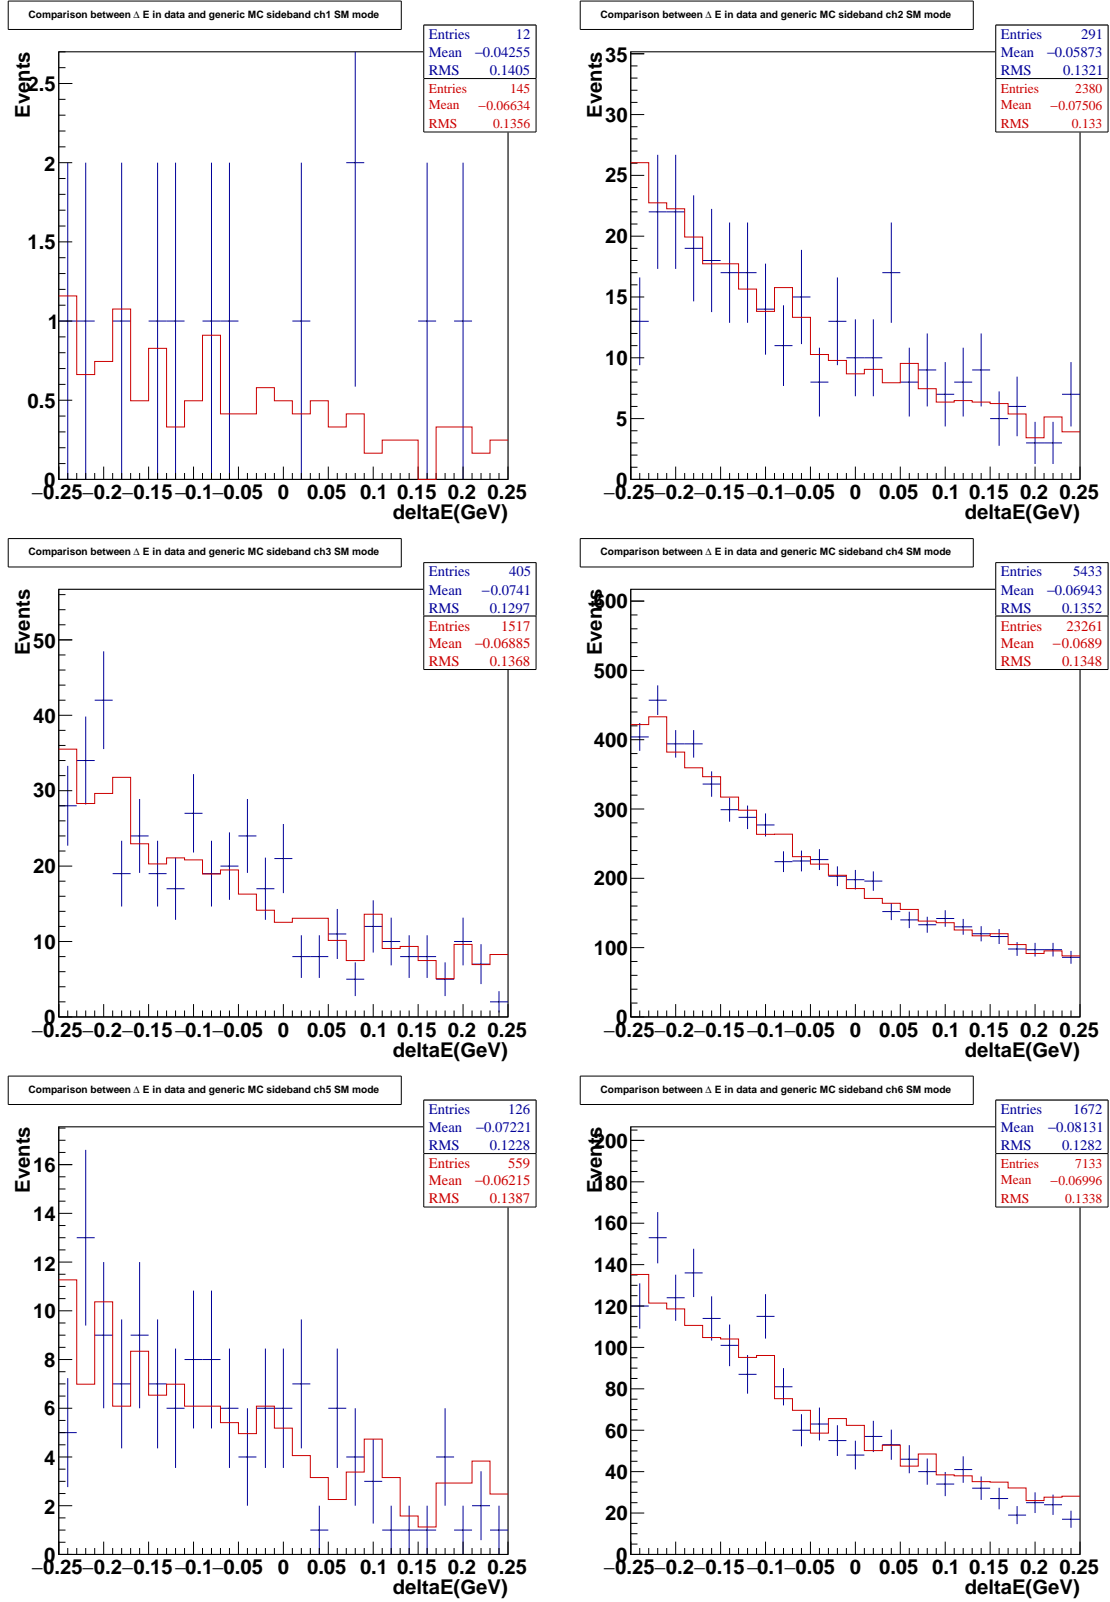 Comparison between Δ E in data and generic MC sideband ch1 SM mode
Entries 12
Mean −0.04255
RMS 0.1405
Entries 145
Mean −0.06634
RMS 0.1356
Events
2.5
2
1.5
1
0.5
0
−0.25 −0.2 −0.15 −0.1 −0.05 0 0.05 0.1 0.15 0.2 0.25
deltaE(GeV)
Comparison between Δ E in data and generic MC sideband ch2 SM mode
Entries 291
Mean −0.05873
RMS 0.1321
Entries 2380
Mean −0.07506
RMS 0.133
Events
35
30
25
20
15
10
5
0
−0.25 −0.2 −0.15 −0.1 −0.05 0 0.05 0.1 0.15 0.2 0.25
deltaE(GeV)
Comparison between Δ E in data and generic MC sideband ch3 SM mode
Entries 405
Mean −0.0741
RMS 0.1297
Entries 1517
Mean −0.06885
RMS 0.1368
Events
50
40
30
20
10
0
−0.25 −0.2 −0.15 −0.1 −0.05 0 0.05 0.1 0.15 0.2 0.25
deltaE(GeV)
Comparison between Δ E in data and generic MC sideband ch4 SM mode
Entries 5433
Mean −0.06943
RMS 0.1352
Entries 23261
Mean −0.0689
RMS 0.1348
Events
600
500
400
300
200
100
0
−0.25 −0.2 −0.15 −0.1 −0.05 0 0.05 0.1 0.15 0.2 0.25
deltaE(GeV)
Comparison between Δ E in data and generic MC sideband ch5 SM mode
Entries 126
Mean −0.07221
RMS 0.1228
Entries 559
Mean −0.06215
RMS 0.1387
Events
16
14
12
10
8
6
4
2
0
−0.25 −0.2 −0.15 −0.1 −0.05 0 0.05 0.1 0.15 0.2 0.25
deltaE(GeV)
Comparison between Δ E in data and generic MC sideband ch6 SM mode
Entries 1672
Mean −0.08131
RMS 0.1282
Entries 7133
Mean −0.06996
RMS 0.1338
Events
200
180
160
140
120
100
80
60
40
20
0
−0.25 −0.2 −0.15 −0.1 −0.05 0 0.05 0.1 0.15 0.2 0.25
deltaE(GeV)